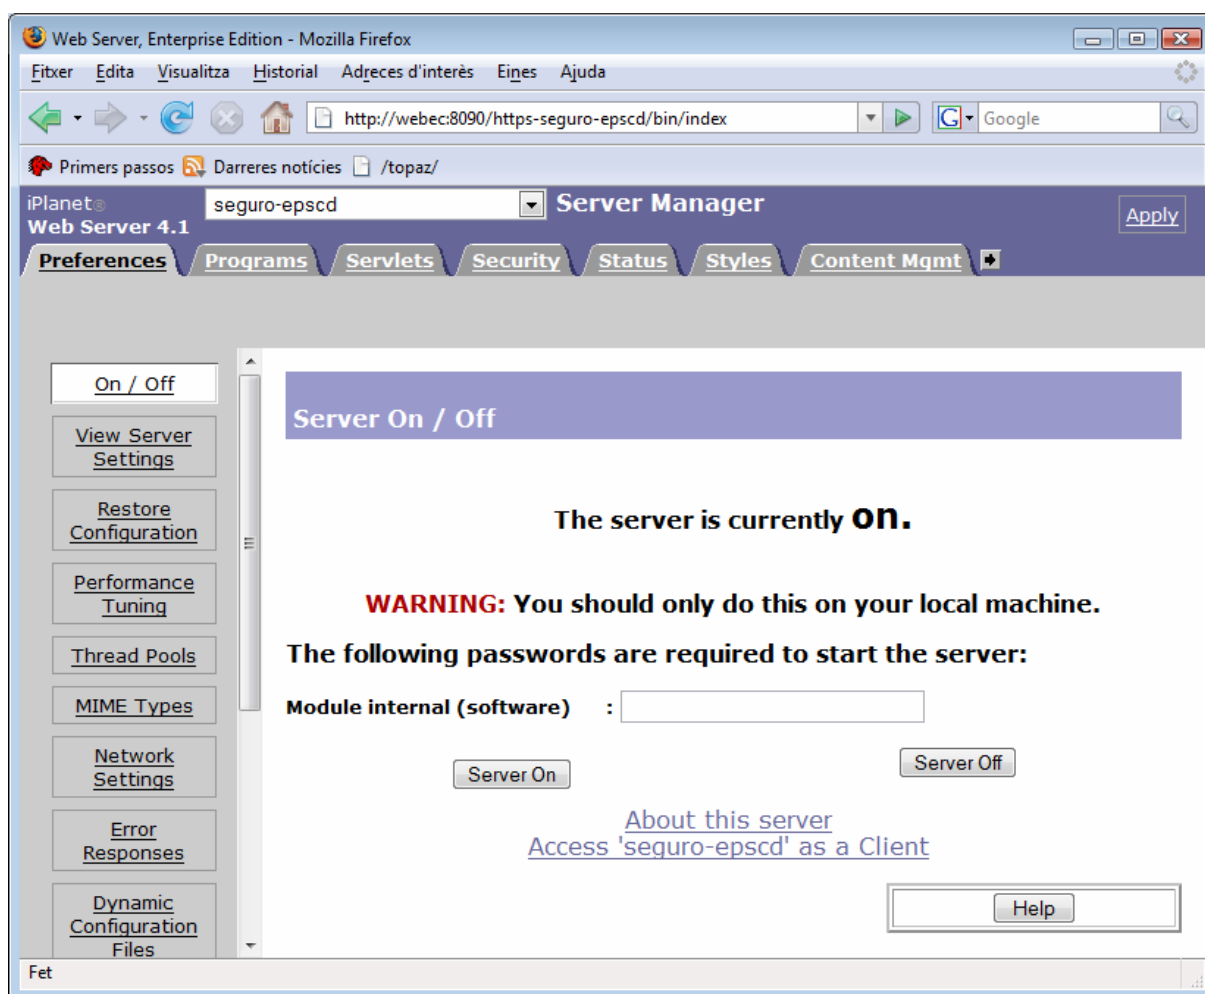 Web Server, Enterprise Edition - Mozilla Firefox
Fitxer Edita Visualitza Historial Adreces d'interès Eines Ajuda
http://webec:8090/https-seguro-epscd/bin/index
G Google
Primers passos Darreres notícies /topaz/
iPlanet® seguro-epscd Server Manager
Web Server 4.1
Apply
Preferences Programs Servlets Security Status Styles Content Mgmt
On / Off
View Server
Settings
Restore
Configuration
Performance
Tuning
Thread Pools
MIME Types
Network
Settings
Error
Responses
Dynamic
Configuration
Files
Server On / Off
The server is currently on.
WARNING: You should only do this on your local machine.
The following passwords are required to start the server:
Module internal (software) :
Server On Server Off
About this server
Access 'seguro-epscd' as a Client
Help
Fet